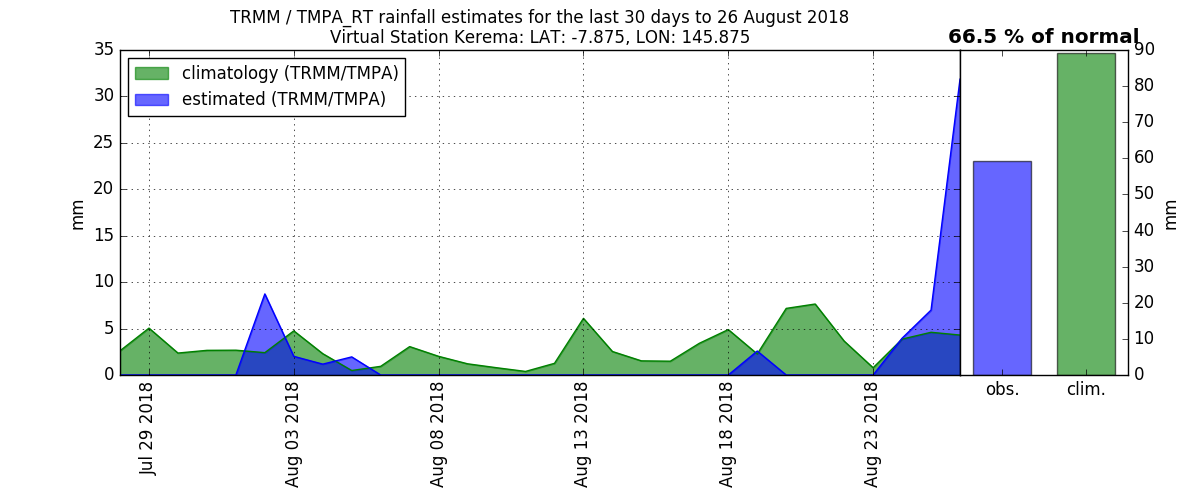 TRMM / TMPA_RT rainfall estimates for the last 30 days to 26 August 2018
Virtual Station Kerema: LAT: -7.875, LON: 145.875
66.5 % of normal
climatology (TRMM/TMPA)
estimated (TRMM/TMPA)
35
30
25
20
15
10
5
0
mm
Jul 29 2018
Aug 03 2018
Aug 08 2018
Aug 13 2018
Aug 18 2018
Aug 23 2018
obs.
clim.
90
80
70
60
50
40
30
20
10
0
mm